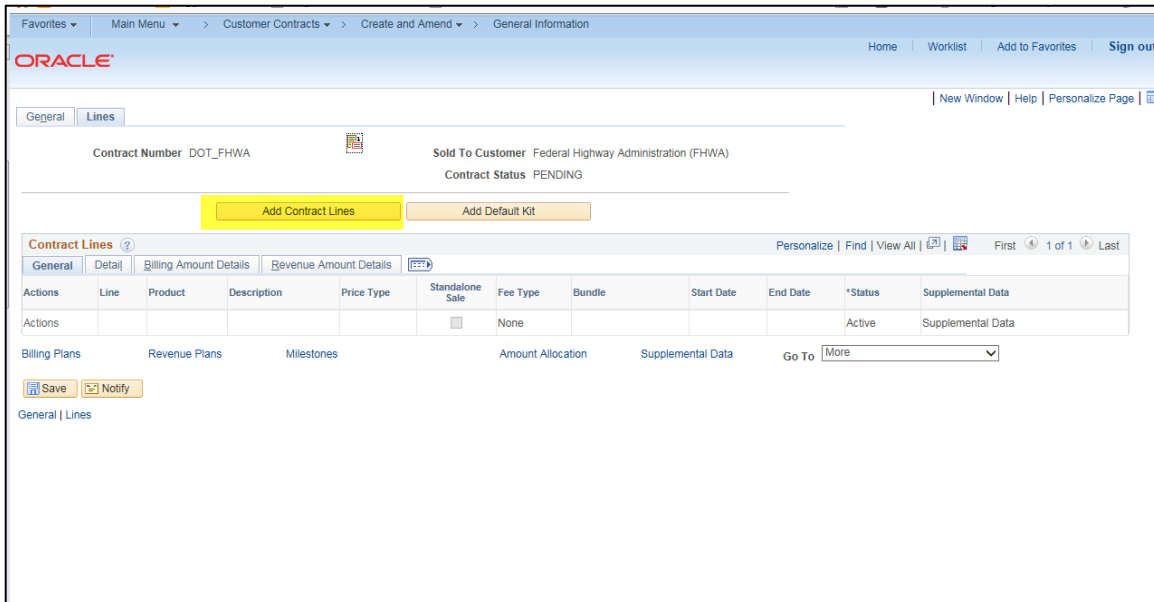 Favorites Main Menu > Customer Contracts > Create and Amend > General Information
Home Worklist Add to Favorites Sign out
ORACLE
New Window | Help | Personalize Page |
General Lines
Contract Number DOT_FHWA Sold To Customer Federal Highway Administration (FHWA)
Contract Status PENDING
Add Contract Lines Add Default Kit
Contract Lines ? Personalize | Find | View All | First 1 of 1 Last
General Detail Billing Amount Details Revenue Amount Details
Actions Line Product Description Price Type Standalone Sale Fee Type Bundle Start Date End Date *Status Supplemental Data
Actions None Active Supplemental Data
Billing Plans Revenue Plans Milestones Amount Allocation Supplemental Data Go To More
Save Notify
General | Lines